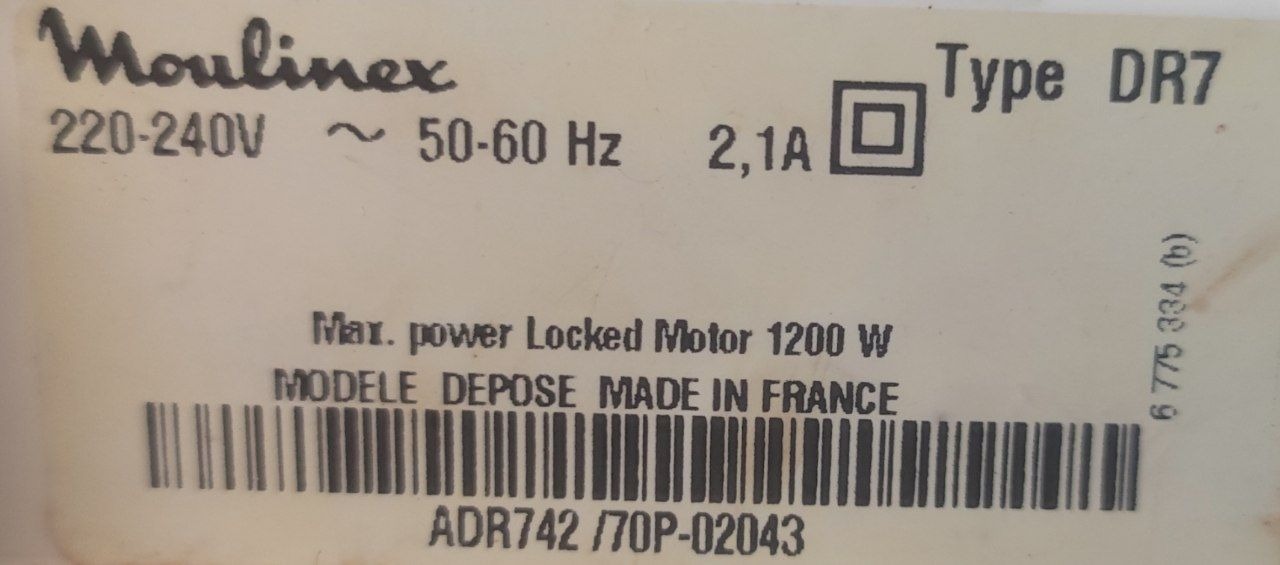 Moulinex
Type DR7
220-240V ~ 50-60 Hz 2,1A
6 775 334 (b)
Max. power Locked Motor 1200 W
MODELE DEPOSE MADE IN FRANCE
ADR742 /70P-02043